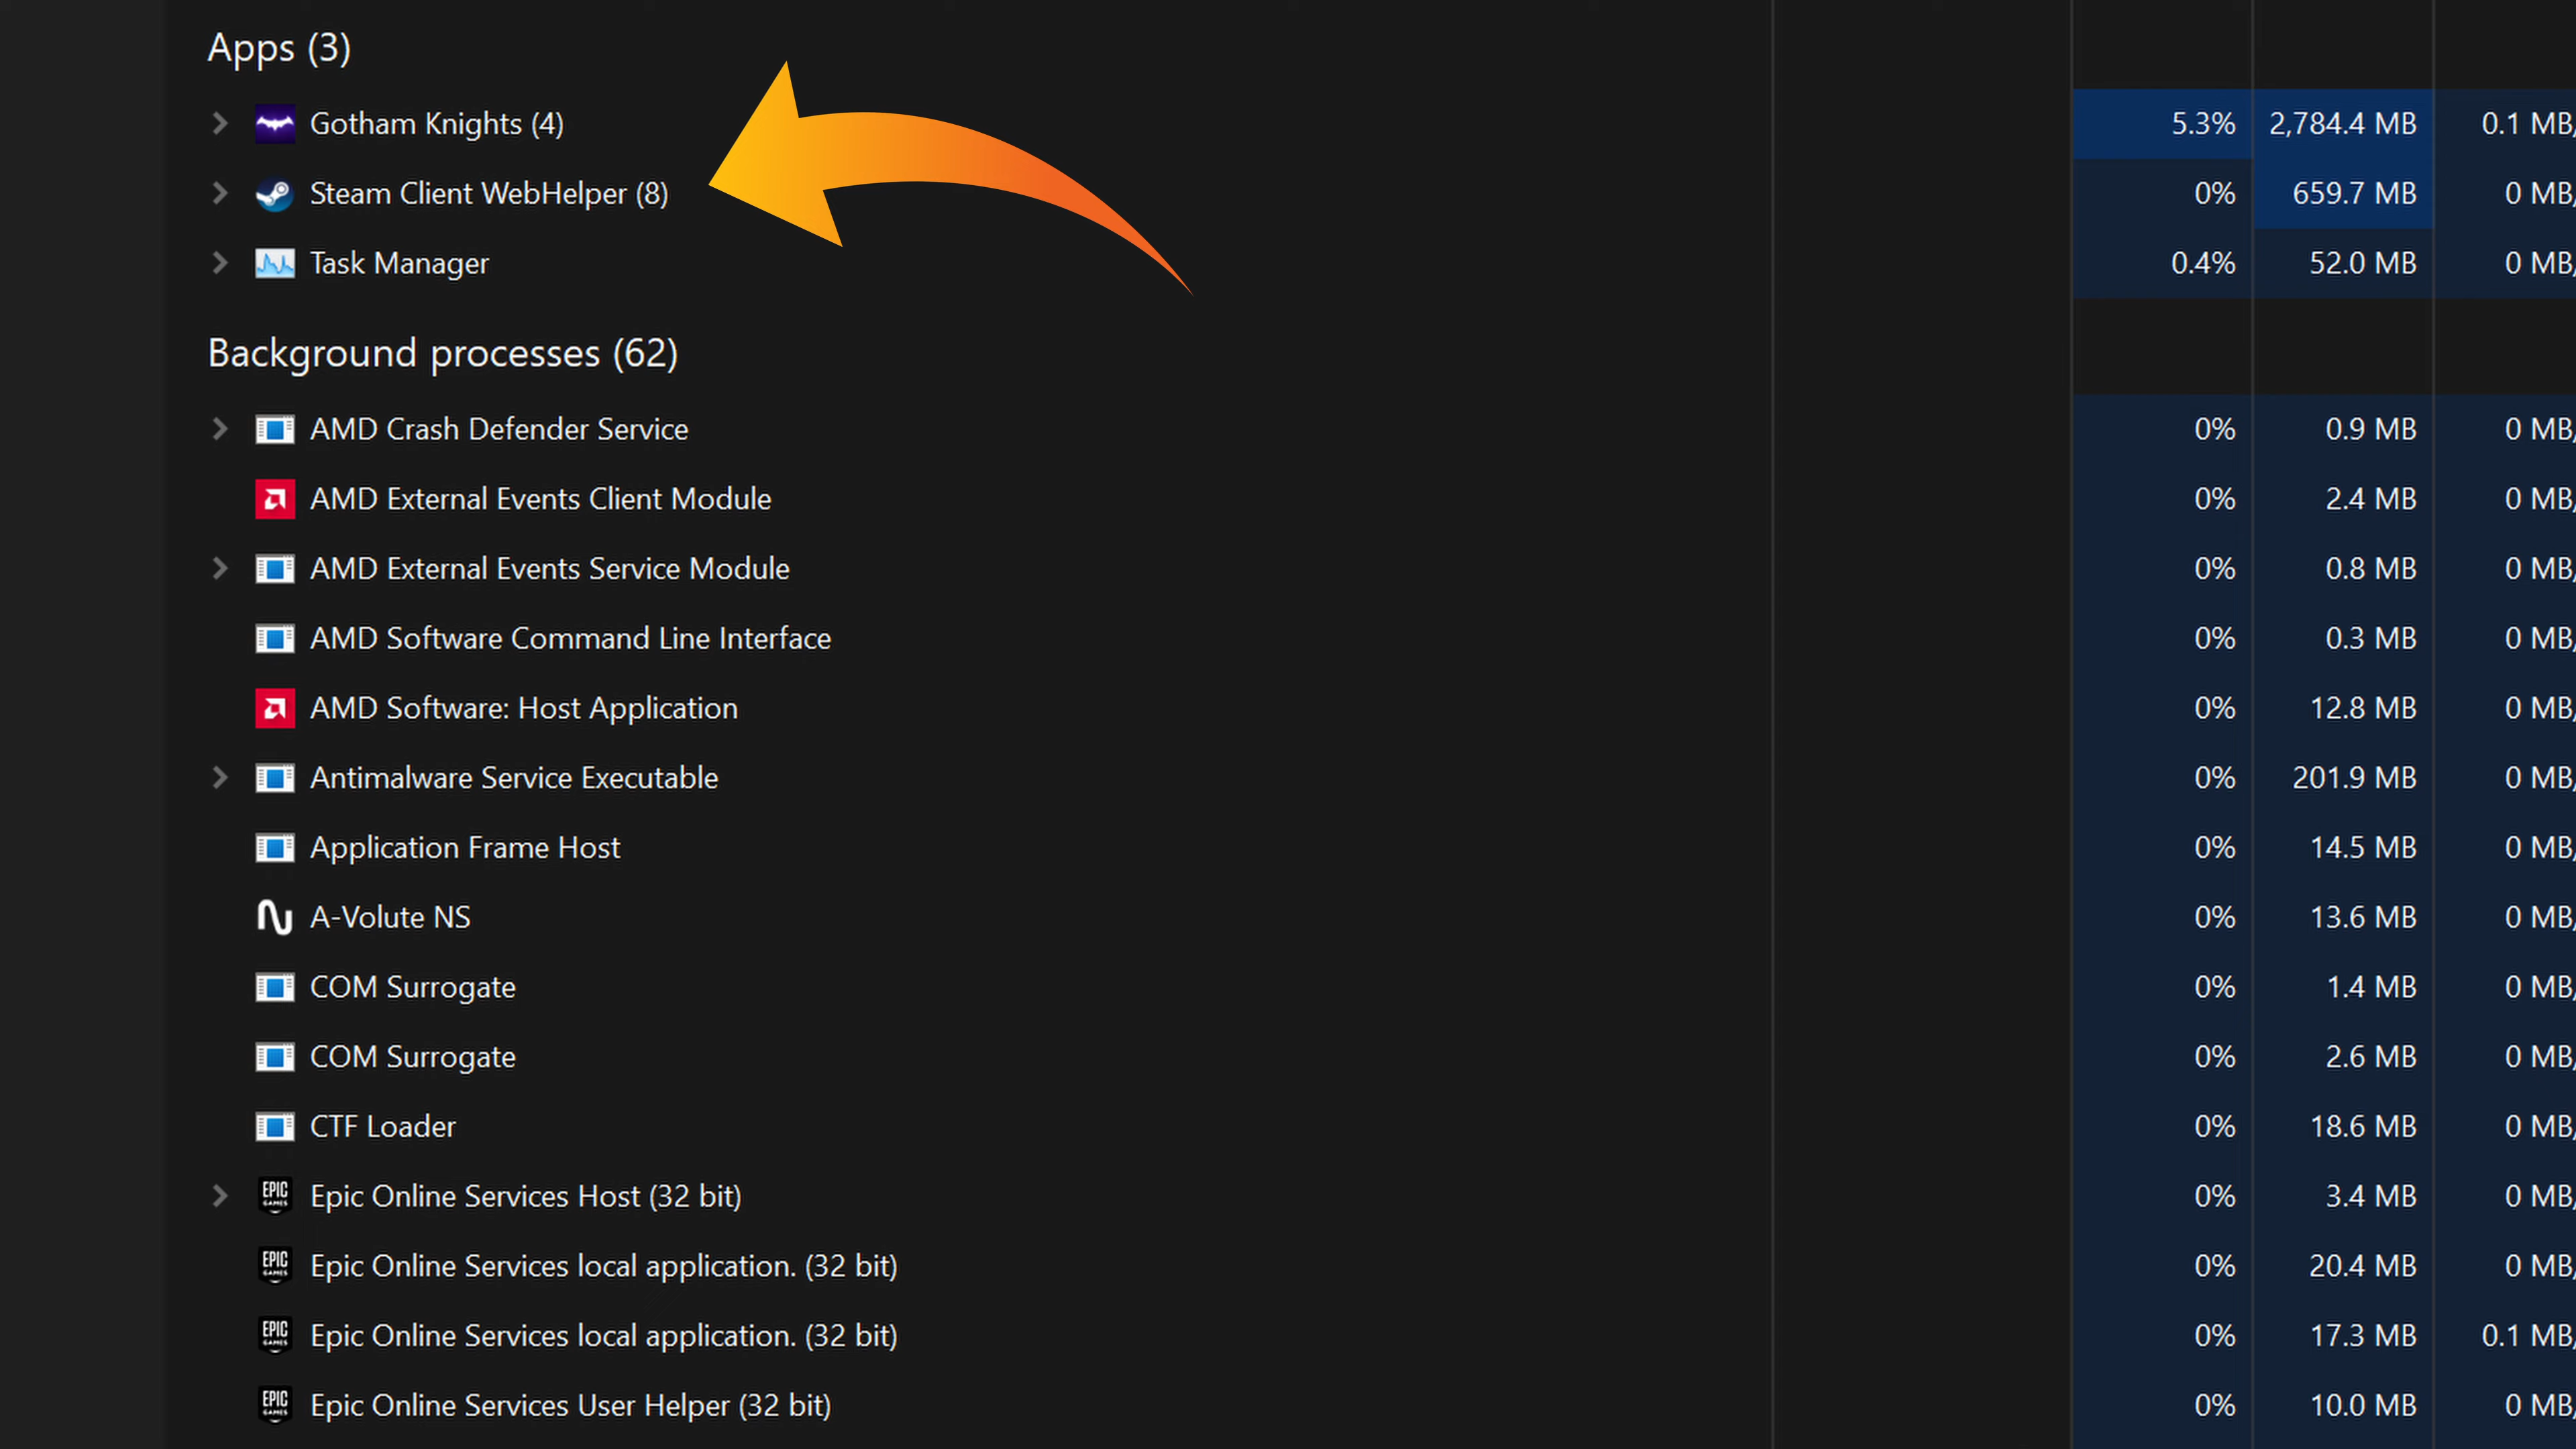 Apps (3)
Gotham Knights (4) 5.3% 2,784.4 MB 0.1 MB/
Steam Client WebHelper (8) 0% 659.7 MB 0 MB/
Task Manager 0.4% 52.0 MB 0 MB/
Background processes (62)
AMD Crash Defender Service 0% 0.9 MB 0 MB/
AMD External Events Client Module 0% 2.4 MB 0 MB/
AMD External Events Service Module 0% 0.8 MB 0 MB/
AMD Software Command Line Interface 0% 0.3 MB 0 MB/
AMD Software: Host Application 0% 12.8 MB 0 MB/
Antimalware Service Executable 0% 201.9 MB 0 MB/
Application Frame Host 0% 14.5 MB 0 MB/
A-Volute NS 0% 13.6 MB 0 MB/
COM Surrogate 0% 1.4 MB 0 MB/
COM Surrogate 0% 2.6 MB 0 MB/
CTF Loader 0% 18.6 MB 0 MB/
EPIC GAMES Epic Online Services Host (32 bit) 0% 3.4 MB 0 MB/
EPIC GAMES Epic Online Services local application. (32 bit) 0% 20.4 MB 0 MB/
EPIC GAMES Epic Online Services local application. (32 bit) 0% 17.3 MB 0.1 MB/
EPIC GAMES Epic Online Services User Helper (32 bit) 0% 10.0 MB 0 MB/